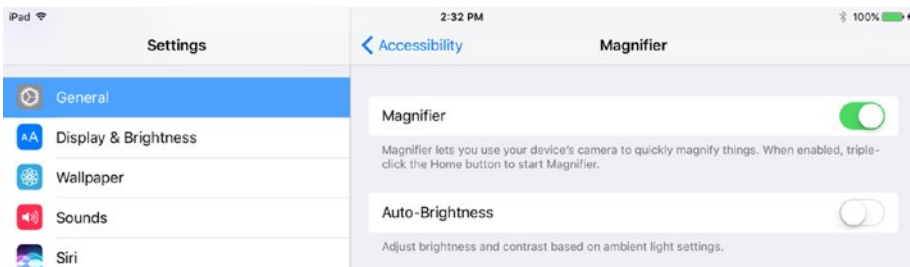 iPad 2:32 PM 100%
Settings
Accessibility Magnifier
General
Display & Brightness
Wallpaper
Sounds
Siri
Magnifier
Magnifier lets you use your device's camera to quickly magnify things. When enabled, triple-
click the Home button to start Magnifier.
Auto-Brightness
Adjust brightness and contrast based on ambient light settings.